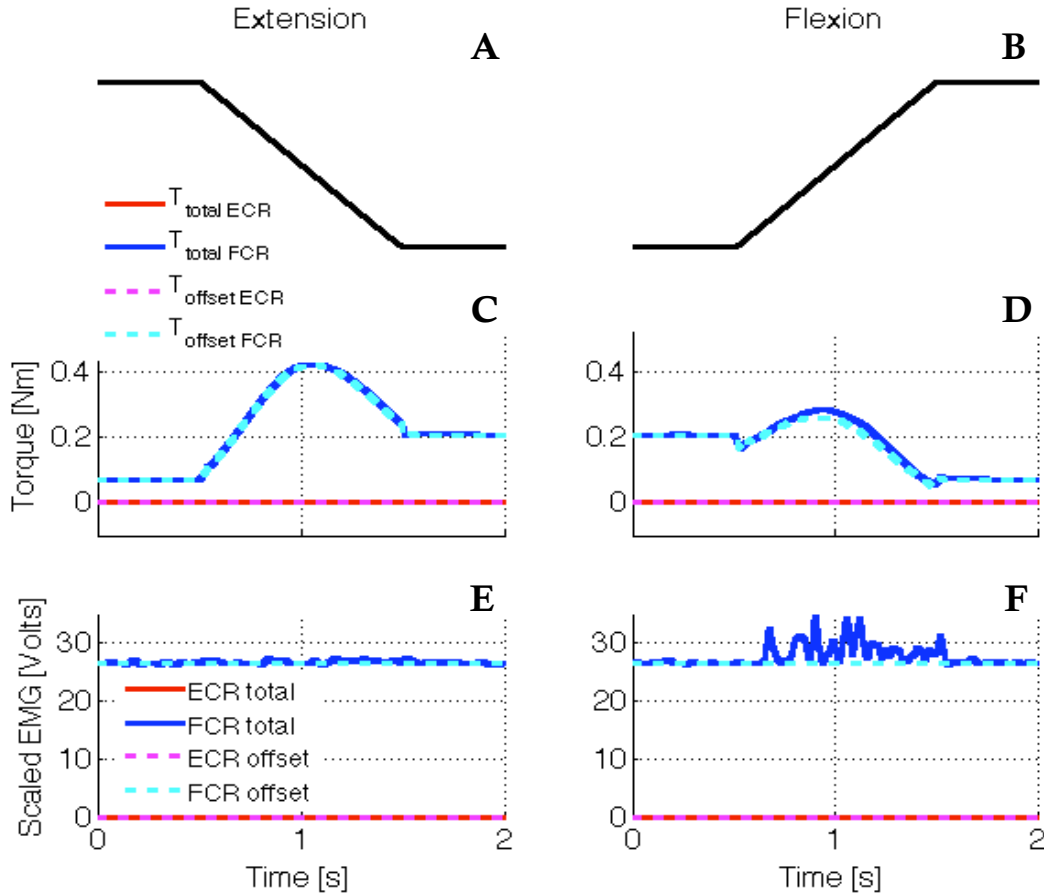 Extension
Flexion
A
B
T total ECR
T total FCR
T offset ECR
T offset FCR
C
D
Torque [Nm]
0.4
0.2
0
0.4
0.2
0
E
F
Scaled EMG [Volts]
30
20
10
0
30
20
10
0
ECR total
FCR total
ECR offset
FCR offset
0
1
2
0
1
2
Time [s]
Time [s]